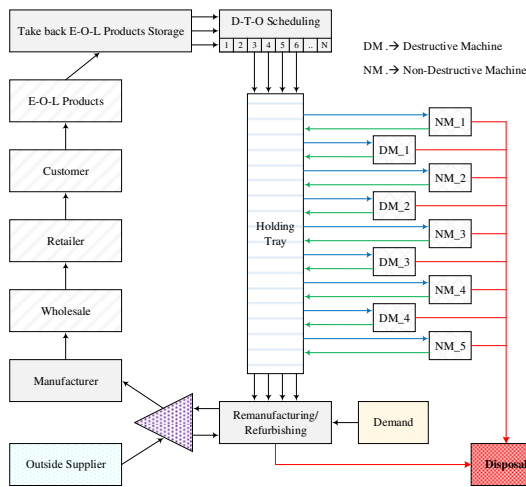 Take back E-O-L Products Storage
D-T-O Scheduling
1 2 3 4 5 6 .. N
DM .→ Destructive Machine
NM .→ Non-Destructive Machine
E-O-L Products
Customer
Retailer
Wholesale
Manufacturer
Outside Supplier
Holding
Tray
NM_1
DM_1
NM_2
DM_2
NM_3
DM_3
NM_4
DM_4
NM_5
Remanufacturing/
Refurbishing
Demand
Disposal